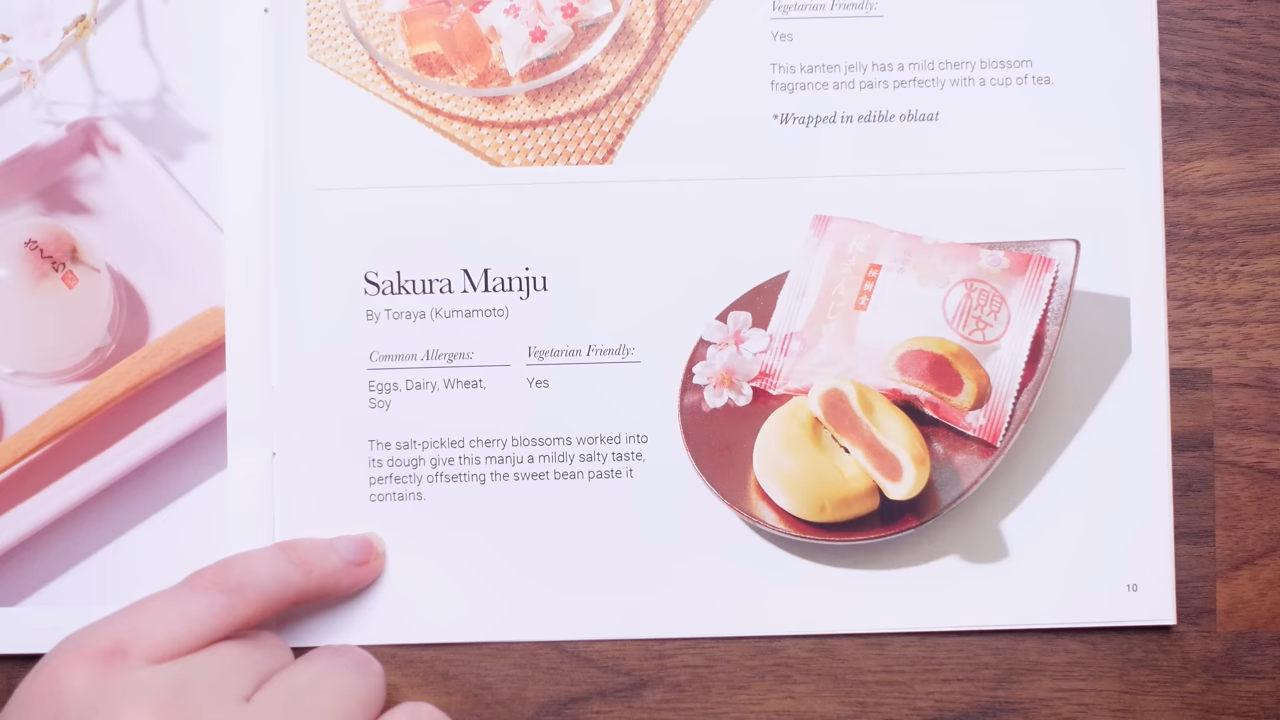 Vegetarian Friendly:
Yes
This kanten jelly has a mild cherry blossom
fragrance and pairs perfectly with a cup of tea.
*Wrapped in edible oblaat
Sakura Manju
By Toraya (Kumamoto)
Common Allergens:
Eggs, Dairy, Wheat,
Soy
Vegetarian Friendly:
Yes
The salt-pickled cherry blossoms worked into
its dough give this manju a mildly salty taste,
perfectly offsetting the sweet bean paste it
contains.
10